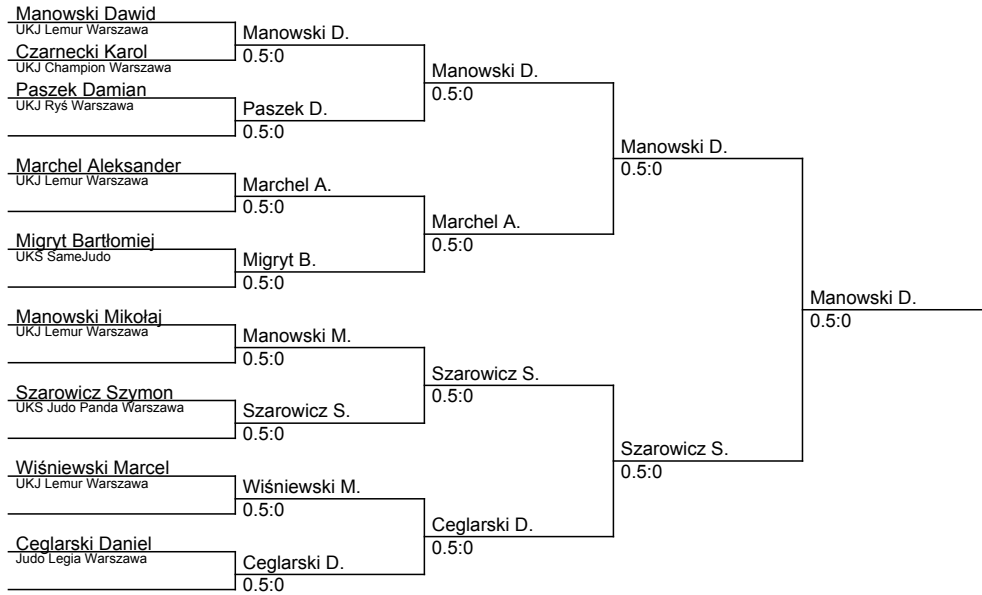 Manowski Dawid
UKJ Lemur Warszawa
Czarnecki Karol
UKJ Champion Warszawa
Paszek Damian
UKJ Ryś Warszawa
Marchel Aleksander
UKJ Lemur Warszawa
Migryt Bartłomiej
UKS SameJudo
Manowski Mikołaj
UKJ Lemur Warszawa
Szarowicz Szymon
UKS Judo Panda Warszawa
Wiśniewski Marcel
UKJ Lemur Warszawa
Ceglarski Daniel
Judo Legia Warszawa
Manowski D.
0.5:0
Paszek D.
0.5:0
Marchel A.
0.5:0
Migryt B.
0.5:0
Manowski M.
0.5:0
Szarowicz S.
0.5:0
Wiśniewski M.
0.5:0
Ceglarski D.
0.5:0
Manowski D.
0.5:0
Marchel A.
0.5:0
Szarowicz S.
0.5:0
Ceglarski D.
0.5:0
Manowski D.
0.5:0
Szarowicz S.
0.5:0
Manowski D.
0.5:0